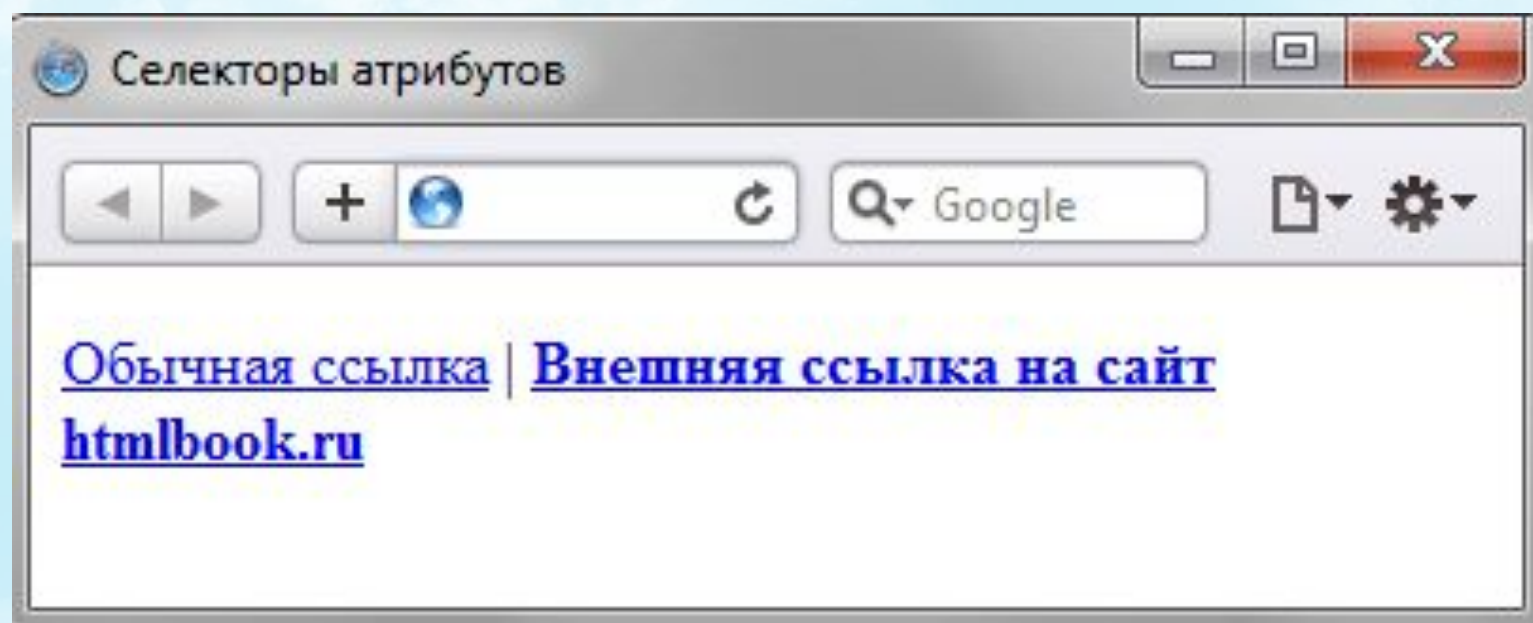 Селекторы атрибутов
Google
Обычная ссылка | Внешняя ссылка на сайт
htmlbook.ru